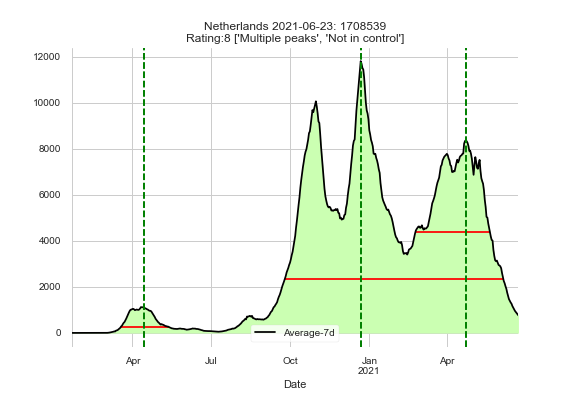 Netherlands 2021-06-23: 1708539
Rating:8 ['Multiple peaks', 'Not in control']
12000
10000
8000
6000
4000
2000
0
Average-7d
Apr
Jul
Oct
Jan
2021
Apr
Date